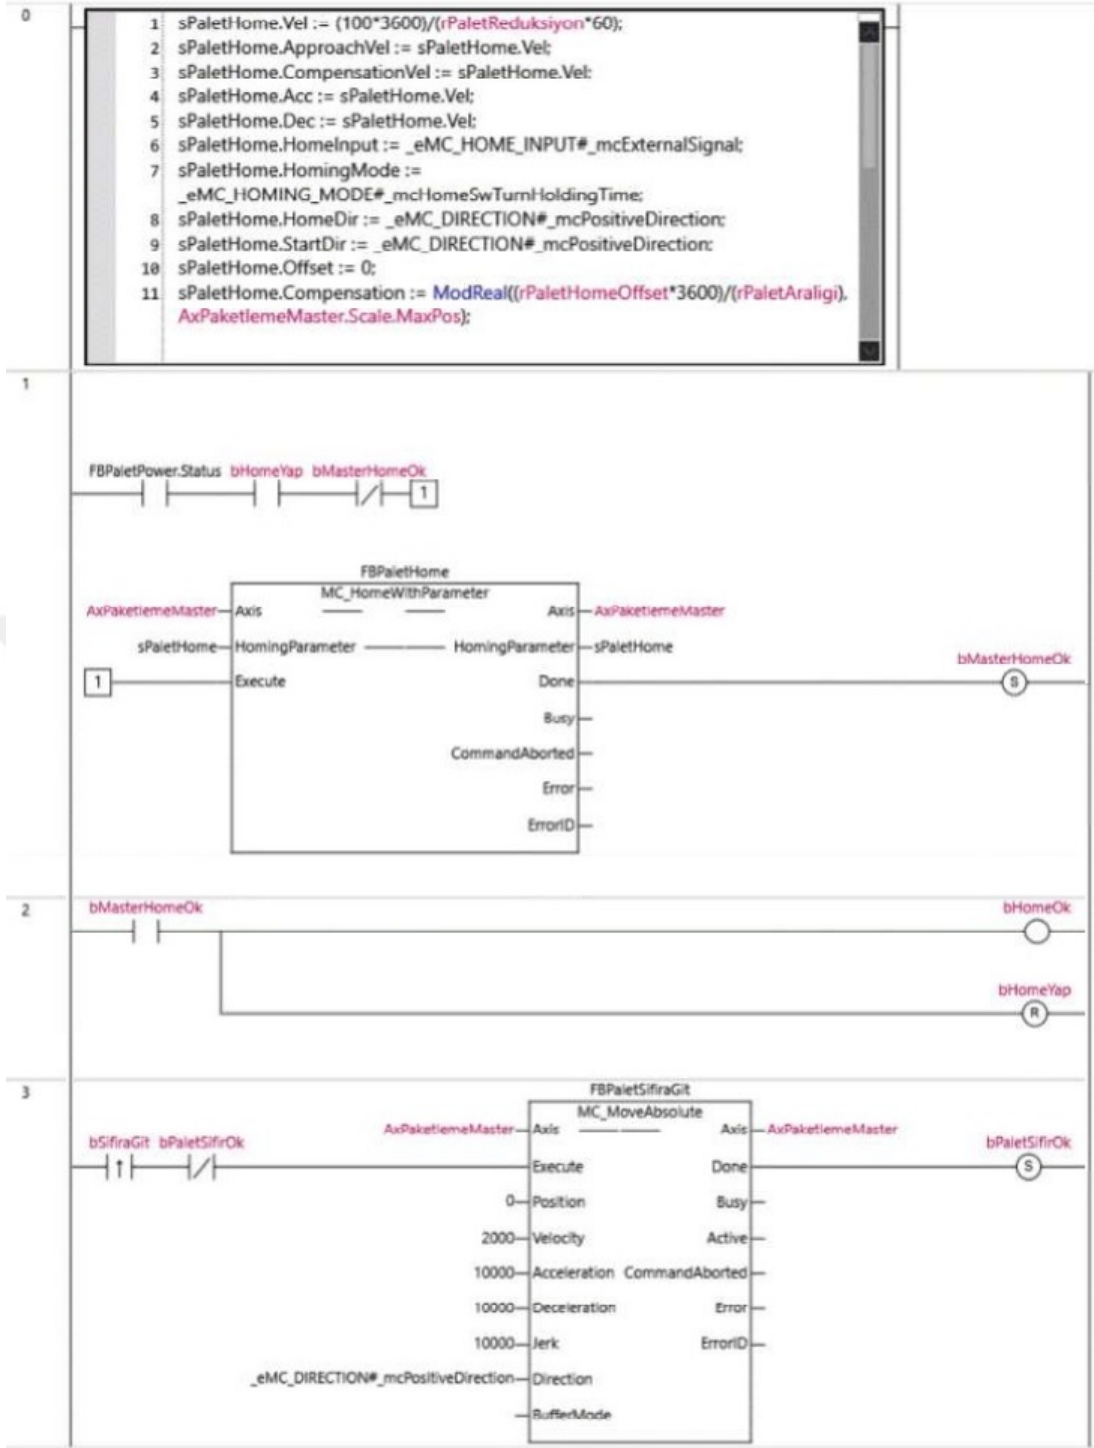 0
1 sPaletHome.Vel := (100*3600)/(rPaletReduksiyon*60);
2 sPaletHome.ApproachVel := sPaletHome.Vel;
3 sPaletHome.CompensationVel := sPaletHome.Vel;
4 sPaletHome.Acc := sPaletHome.Vel;
5 sPaletHome.Dec := sPaletHome.Vel;
6 sPaletHome.HomeInput := _eMC_HOME_INPUT#_mcExternalSignal;
7 sPaletHome.HomingMode :=
_eMC_HOMING_MODE#_mcHomeSwTurnHoldingTime;
8 sPaletHome.HomeDir := _eMC_DIRECTION#_mcPositiveDirection;
9 sPaletHome.StartDir := _eMC_DIRECTION#_mcPositiveDirection;
10 sPaletHome.Offset := 0;
11 sPaletHome.Compensation := ModReal((rPaletHomeOffset*3600)/(rPaletAraligi),
AxPaketlemeMaster.Scale.MaxPos);
1
FBPaletPower.Status bHomeYap bMasterHomeOk
1
FBPaletHome
MC_HomeWithParameter
AxPaketlemeMaster Axis Axis AxPaketlemeMaster
sPaletHome HomingParameter HomingParameter sPaletHome
bMasterHomeOk
1 Execute Done S
Busy
CommandAborted
Error
ErrorID
2
bMasterHomeOk bHomeOk
bHomeYap
R
3
FBPaletSifiraGit
MC_MoveAbsolute
AxPaketlemeMaster Axis Axis AxPaketlemeMaster
bSifiraGit bPaletSifirOk bPaletSifirOk
Execute Done S
0 Position Busy
2000 Velocity Active
10000 Acceleration CommandAborted
10000 Deceleration Error
10000 Jerk ErrorID
_eMC_DIRECTION#_mcPositiveDirection Direction
BufferMode